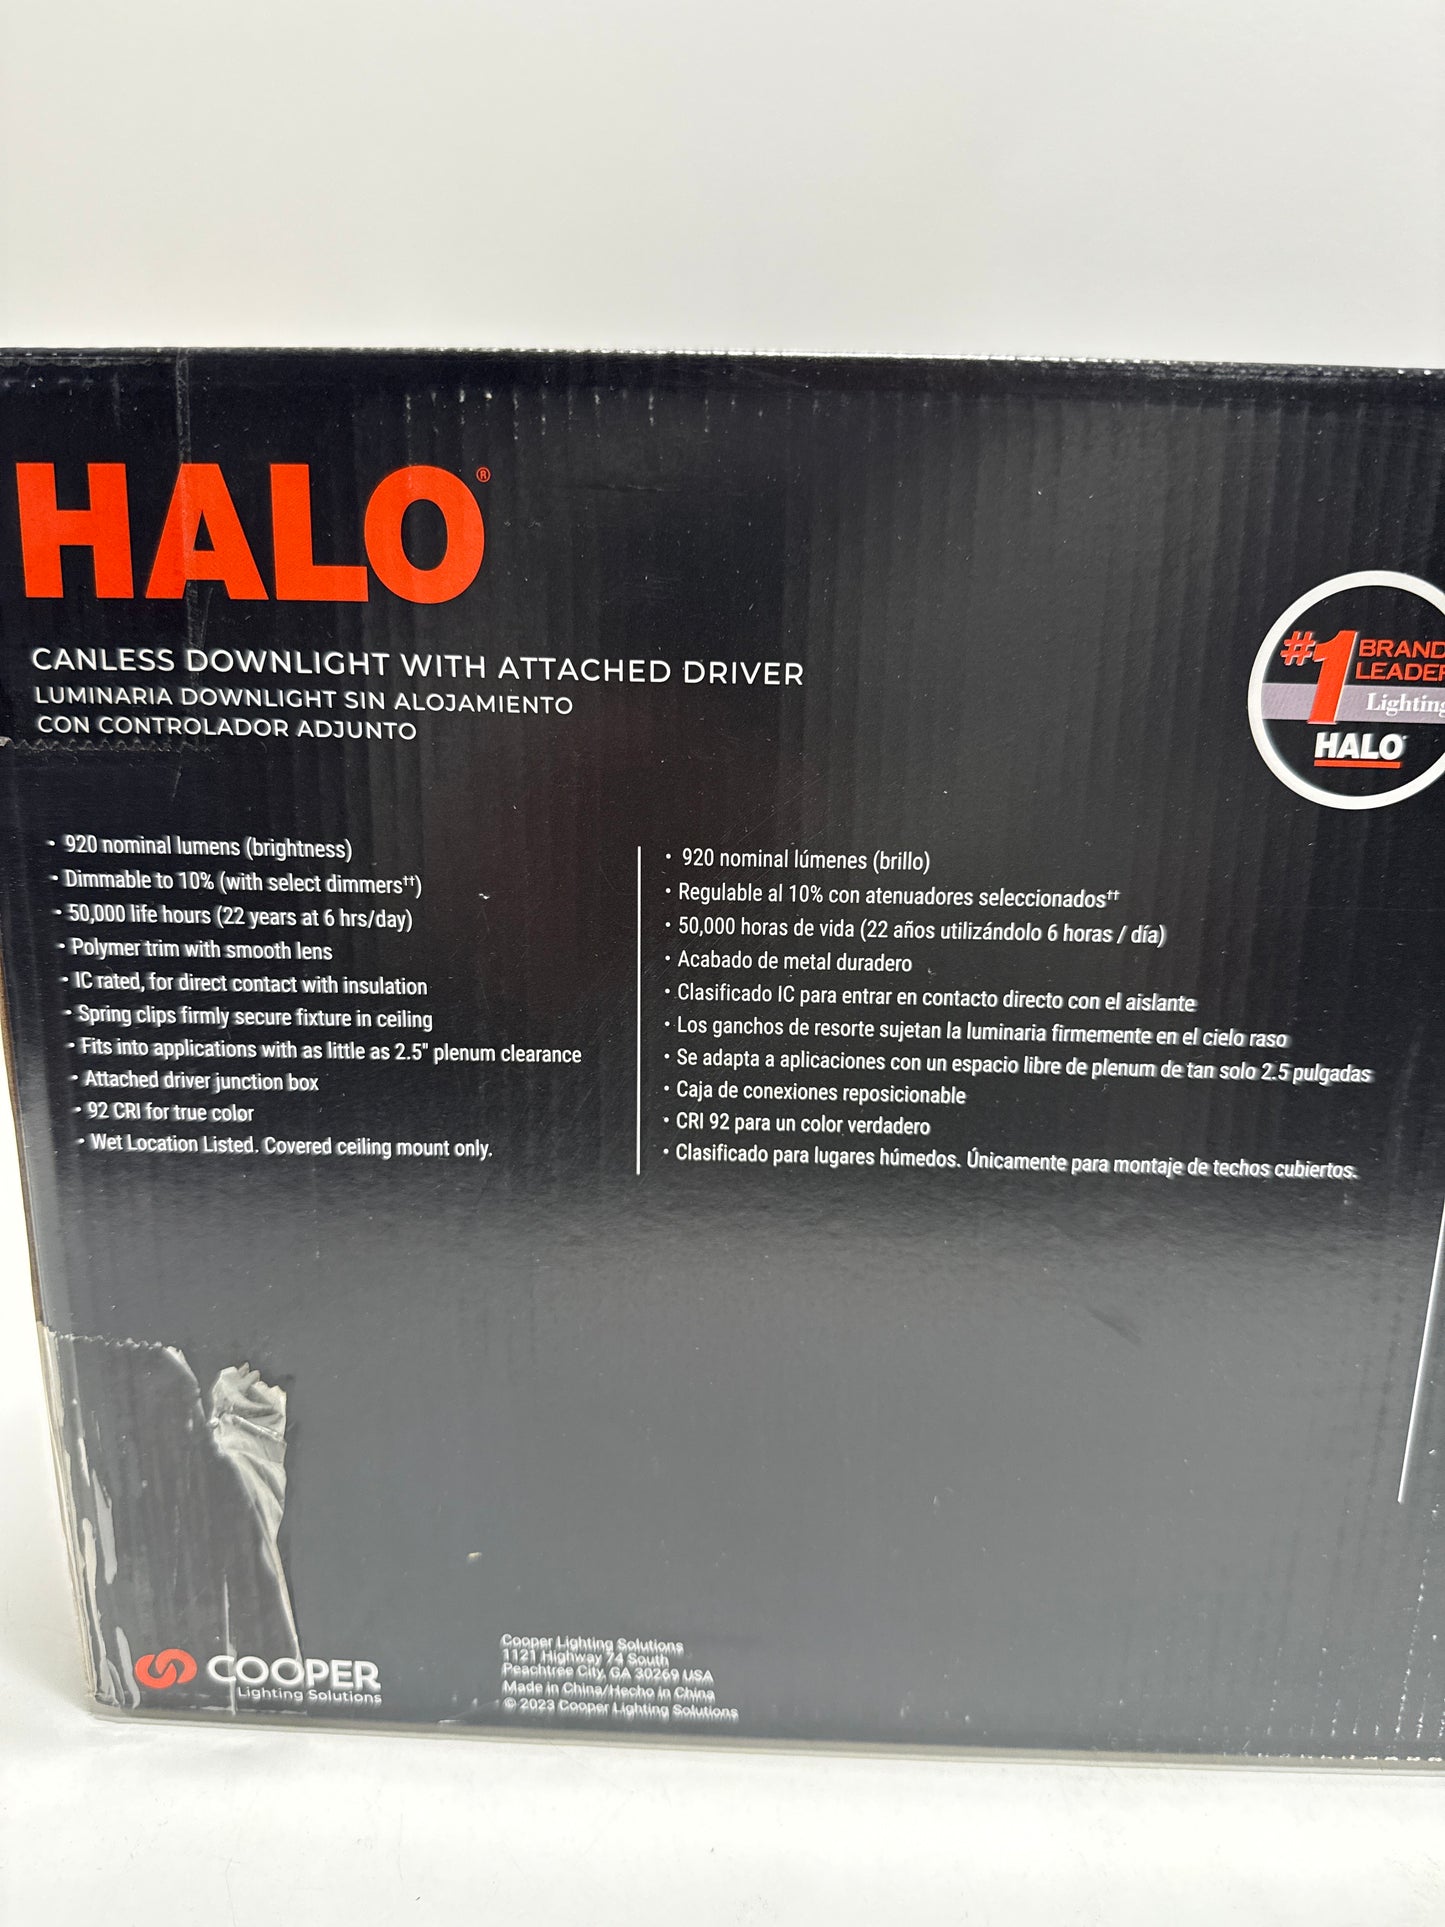 HALO®
CANLESS DOWNLIGHT WITH ATTACHED DRIVER
LUMINARIA DOWNLIGHT SIN ALOJAMIENTO
CON CONTROLADOR ADJUNTO
#1 BRAND
LEADER
Lighting
HALO
• 920 nominal lumens (brightness)
• Dimmable to 10% (with select dimmers††)
• 50,000 life hours (22 years at 6 hrs/day)
• Polymer trim with smooth lens
• IC rated, for direct contact with insulation
• Spring clips firmly secure fixture in ceiling
• Fits into applications with as little as 2.5" plenum clearance
• Attached driver junction box
• 92 CRI for true color
• Wet Location Listed. Covered ceiling mount only.
• 920 nominal lúmenes (brillo)
• Regulable al 10% con atenuadores seleccionados††
• 50,000 horas de vida (22 años utilizándolo 6 horas / día)
• Acabado de metal duradero
• Clasificado IC para entrar en contacto directo con el aislante
• Los ganchos de resorte sujetan la luminaria firmemente en el cielo raso
• Se adapta a aplicaciones con un espacio libre de plenum de tan solo 2.5 pulgadas
• Caja de conexiones reposicionable
• CRI 92 para un color verdadero
• Clasificado para lugares húmedos. Únicamente para montaje de techos cubiertos.
COOPER
Lighting Solutions
Cooper Lighting Solutions
1121 Highway 74 South
Peachtree City, GA 30269 USA
Made in China/Hecho in China
© 2023 Cooper Lighting Solutions